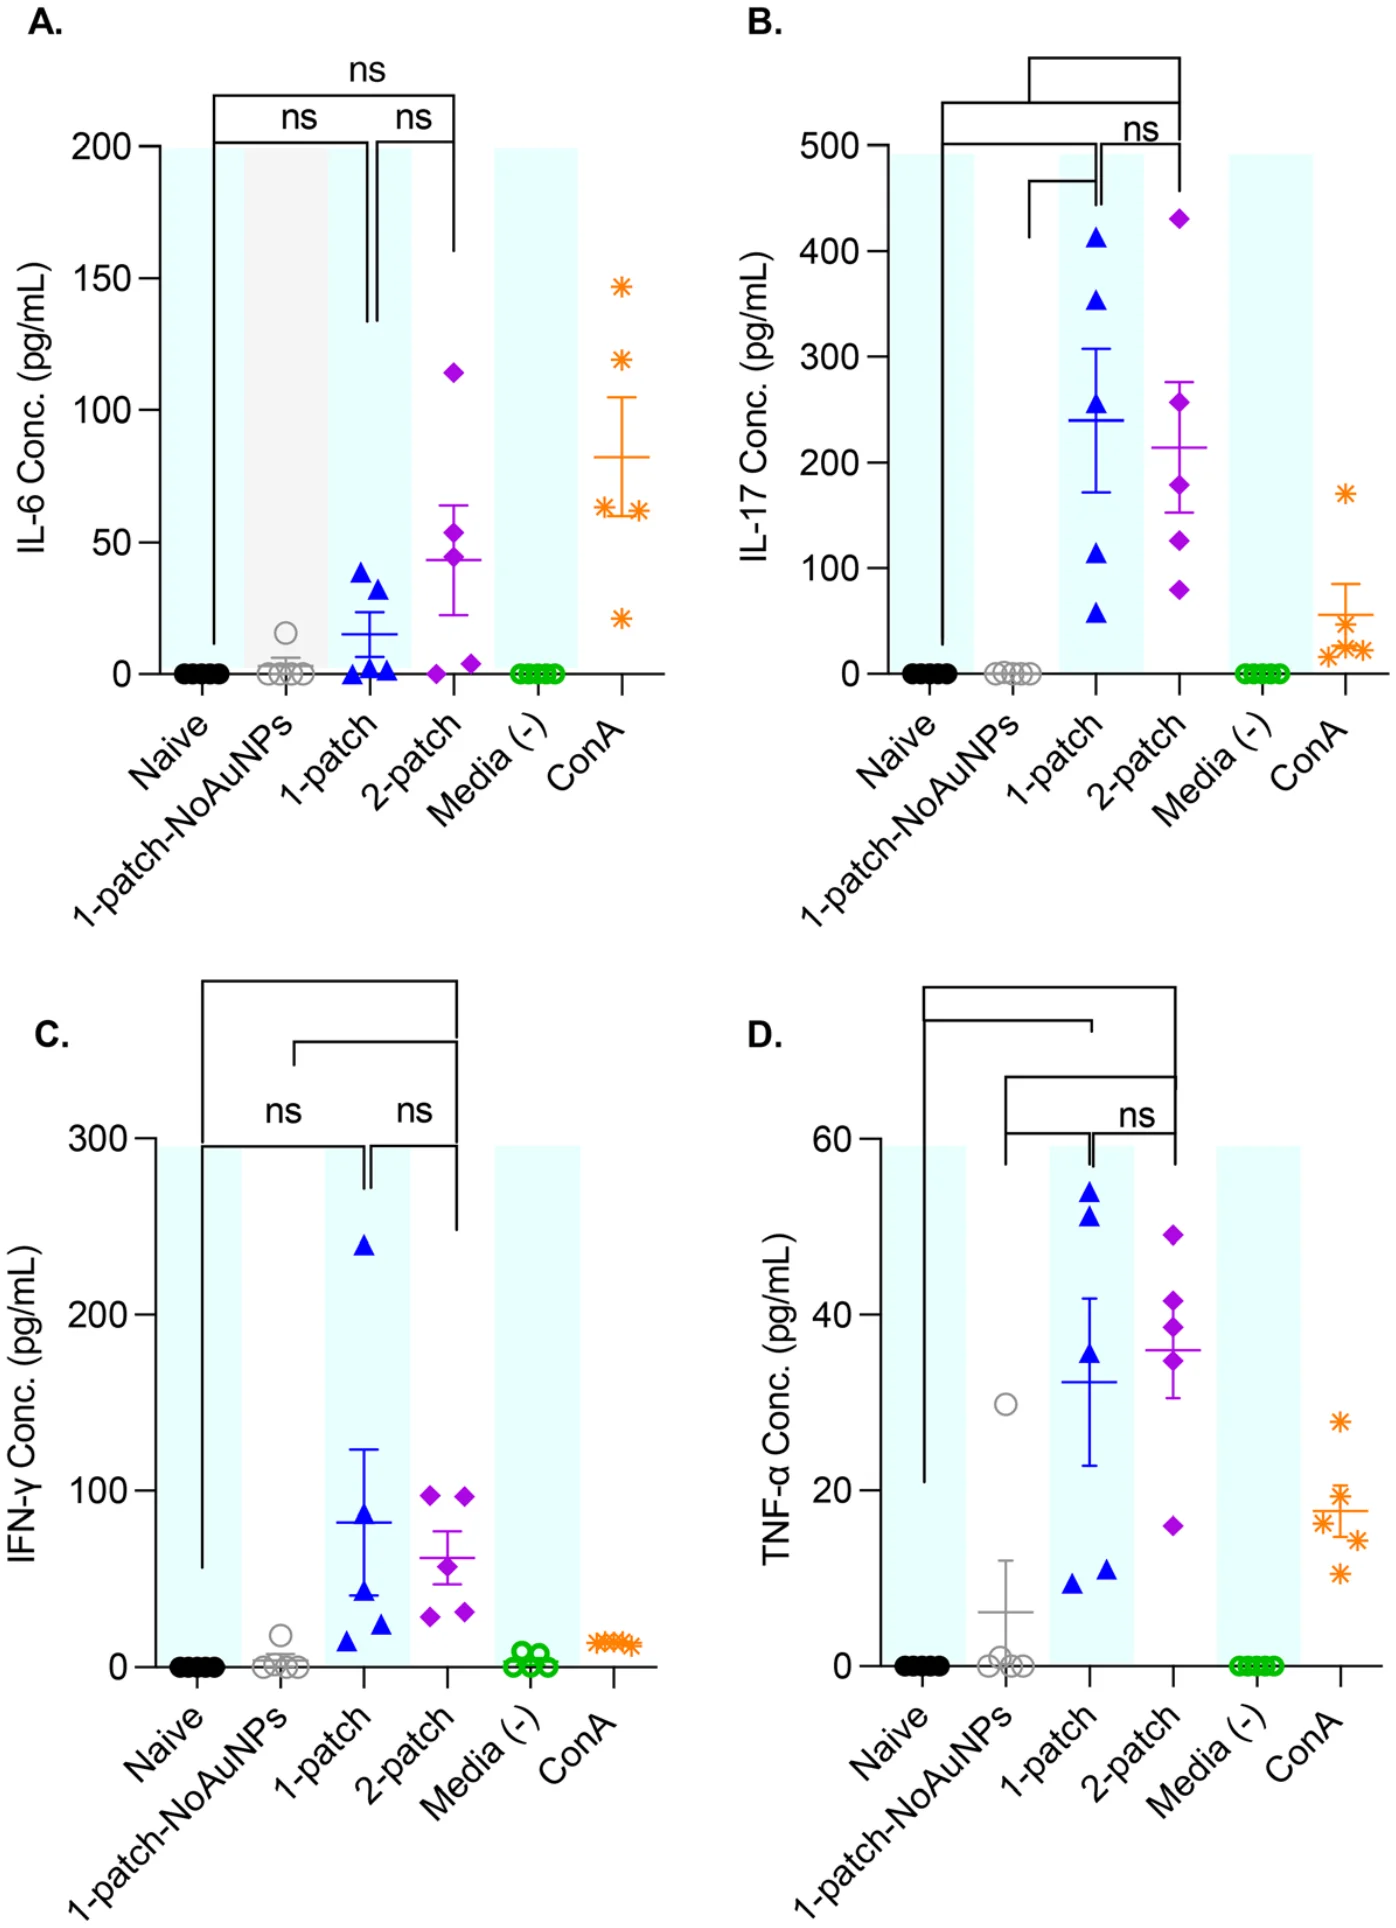 A.
ns
ns
ns
200
150
100
50
0
IL-6 Conc. (pg/mL)
Naive
1-patch-NoAuNPs
1-patch
2-patch
Media (-)
ConA
B.
ns
500
400
300
200
100
0
IL-17 Conc. (pg/mL)
Naive
1-patch-NoAuNPs
1-patch
2-patch
Media (-)
ConA
C.
ns
ns
300
200
100
0
IFN-γ Conc. (pg/mL)
Naive
1-patch-NoAuNPs
1-patch
2-patch
Media (-)
ConA
D.
ns
60
40
20
0
TNF-α Conc. (pg/mL)
Naive
1-patch-NoAuNPs
1-patch
2-patch
Media (-)
ConA